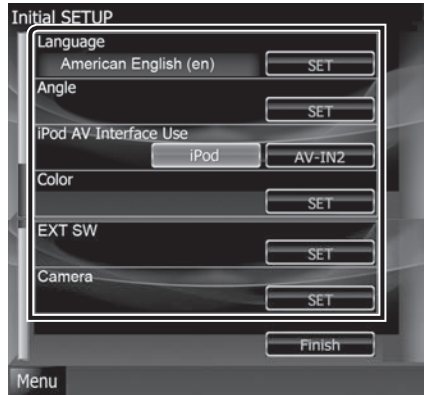 Initial SETUP
Language
American English (en) SET
Angle
SET
iPod AV Interface Use
iPod AV-IN2
Color
SET
EXT SW
SET
Camera
SET
Finish
Menu